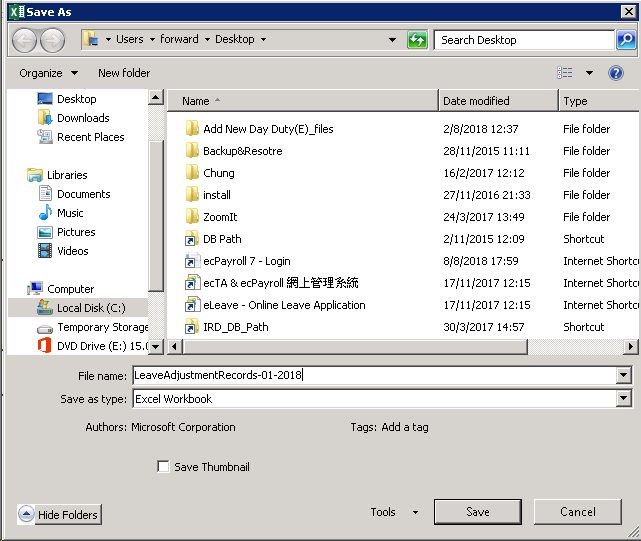 Save As
Users forward Desktop
Search Desktop
Organize New folder
Name Date modified Type
Desktop
Downloads
Recent Places
Libraries
Documents
Music
Pictures
Videos
Computer
Local Disk (C:)
Temporary Storage
DVD Drive (E:) 15.0
Add New Day Duty(E)_files 2/8/2018 12:37 File folder
Backup&Resotre 28/11/2015 11:11 File folder
Chung 16/2/2017 12:12 File folder
install 27/11/2016 21:33 File folder
ZoomIt 24/3/2017 13:49 File folder
DB Path 2/11/2015 12:09 Shortcut
ecPayroll 7 - Login 8/8/2018 17:59 Internet Shortc
ecTA & ecPayroll 網上管理系統 17/11/2017 12:15 Internet Shortc
eLeave - Online Leave Application 17/11/2017 12:15 Internet Shortc
IRD_DB_Path 30/3/2017 14:57 Shortcut
File name: LeaveAdjustmentRecords-01-2018
Save as type: Excel Workbook
Authors: Microsoft Corporation Tags: Add a tag
Save Thumbnail
Hide Folders Tools Save Cancel